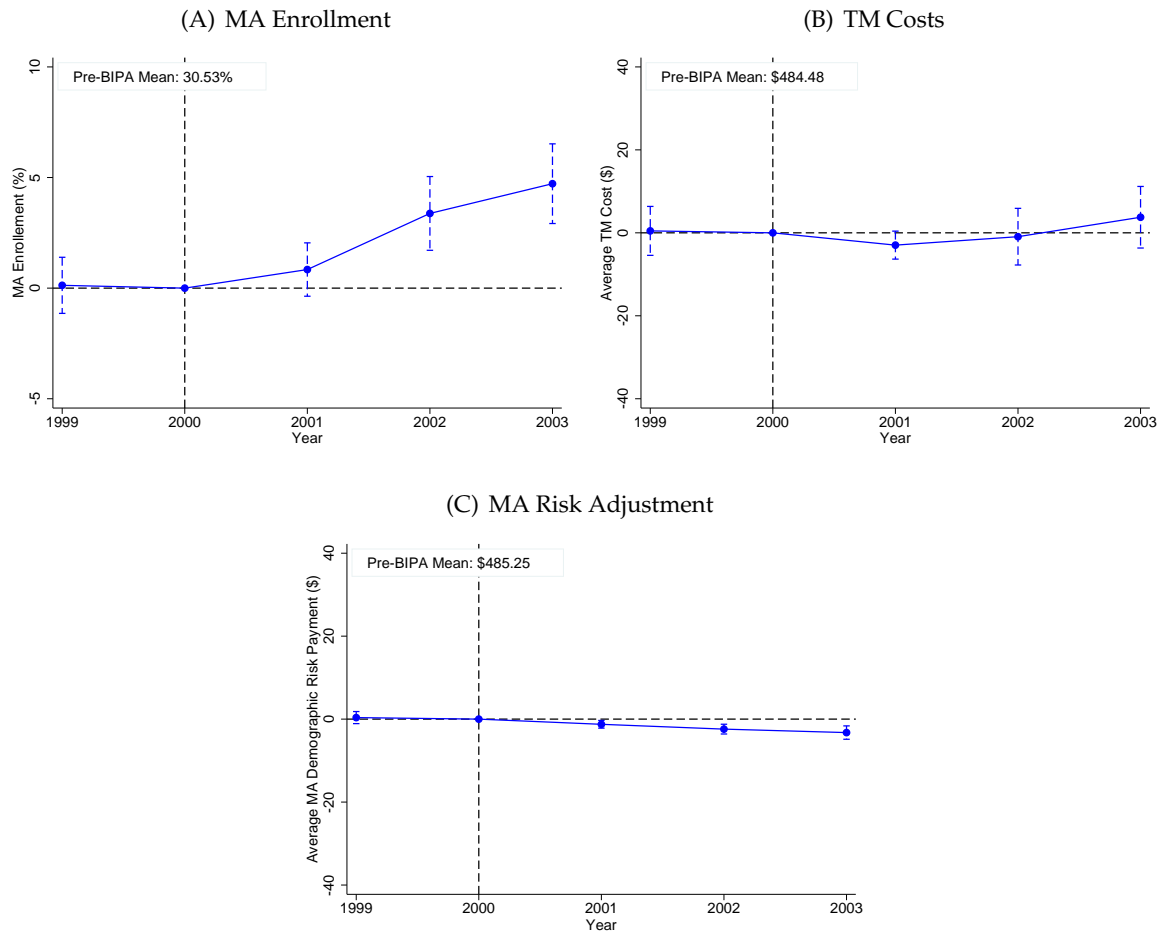 (A) MA Enrollment
Pre-BIPA Mean: 30.53%
MA Enrollement (%)
10
5
0
-5
1999 2000 2001 2002 2003
Year
(B) TM Costs
Pre-BIPA Mean: $484.48
Average TM Cost ($)
40
20
0
-20
-40
1999 2000 2001 2002 2003
Year
(C) MA Risk Adjustment
Pre-BIPA Mean: $485.25
Average MA Demographic Risk Payment ($)
40
20
0
-20
-40
1999 2000 2001 2002 2003
Year